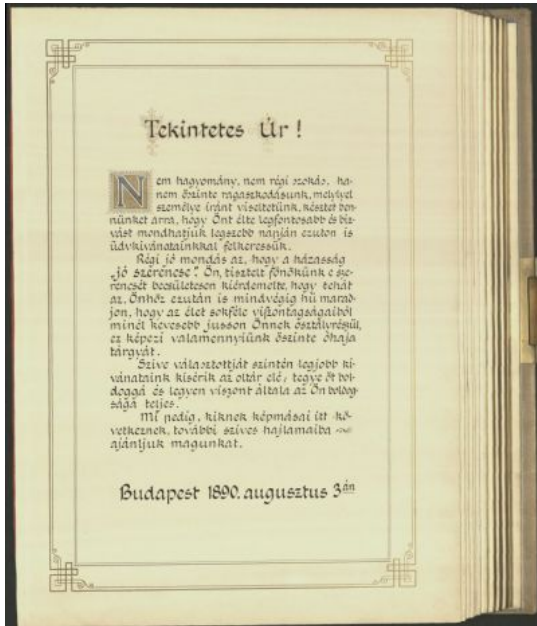 Tekintetes Úr!
Nem hagyomány, nem régi szokás, ha-
nem őszinte ragaszkodásunk, melylyel
személye iránt viseltetünk, késztet ben-
nünket arra, hogy Önt élte legfontosabb és biz-
vást mondhatjuk legszebb napján ezuton is
üdvkivánatainkkal felkeressük.
Régi jó mondás az, hogy a házasság
„jó szerencse". Ön, tisztelt főnökünk e sze-
rencsét becsületesen kiérdemelte, hogy tehát
az, Önhöz ezután is mindvégig hü marad-
jon, hogy az élet sokféle viszontagságaiból
minél kevesebb jusson Önnek osztályrészül,
ez képezi valamennyiünk őszinte óhaja
tárgyát.
Szive választottját szintén legjobb ki-
vánataink kisérik az oltár elé; tegye őt bol-
doggá és legyen viszont általa az Ön boldog-
sága teljes.
Mi pedig, kiknek képmásai itt kö-
vetkeznek, további szives hajlamaiba
ajánljuk magunkat.
Budapest 1890. augusztus 3án